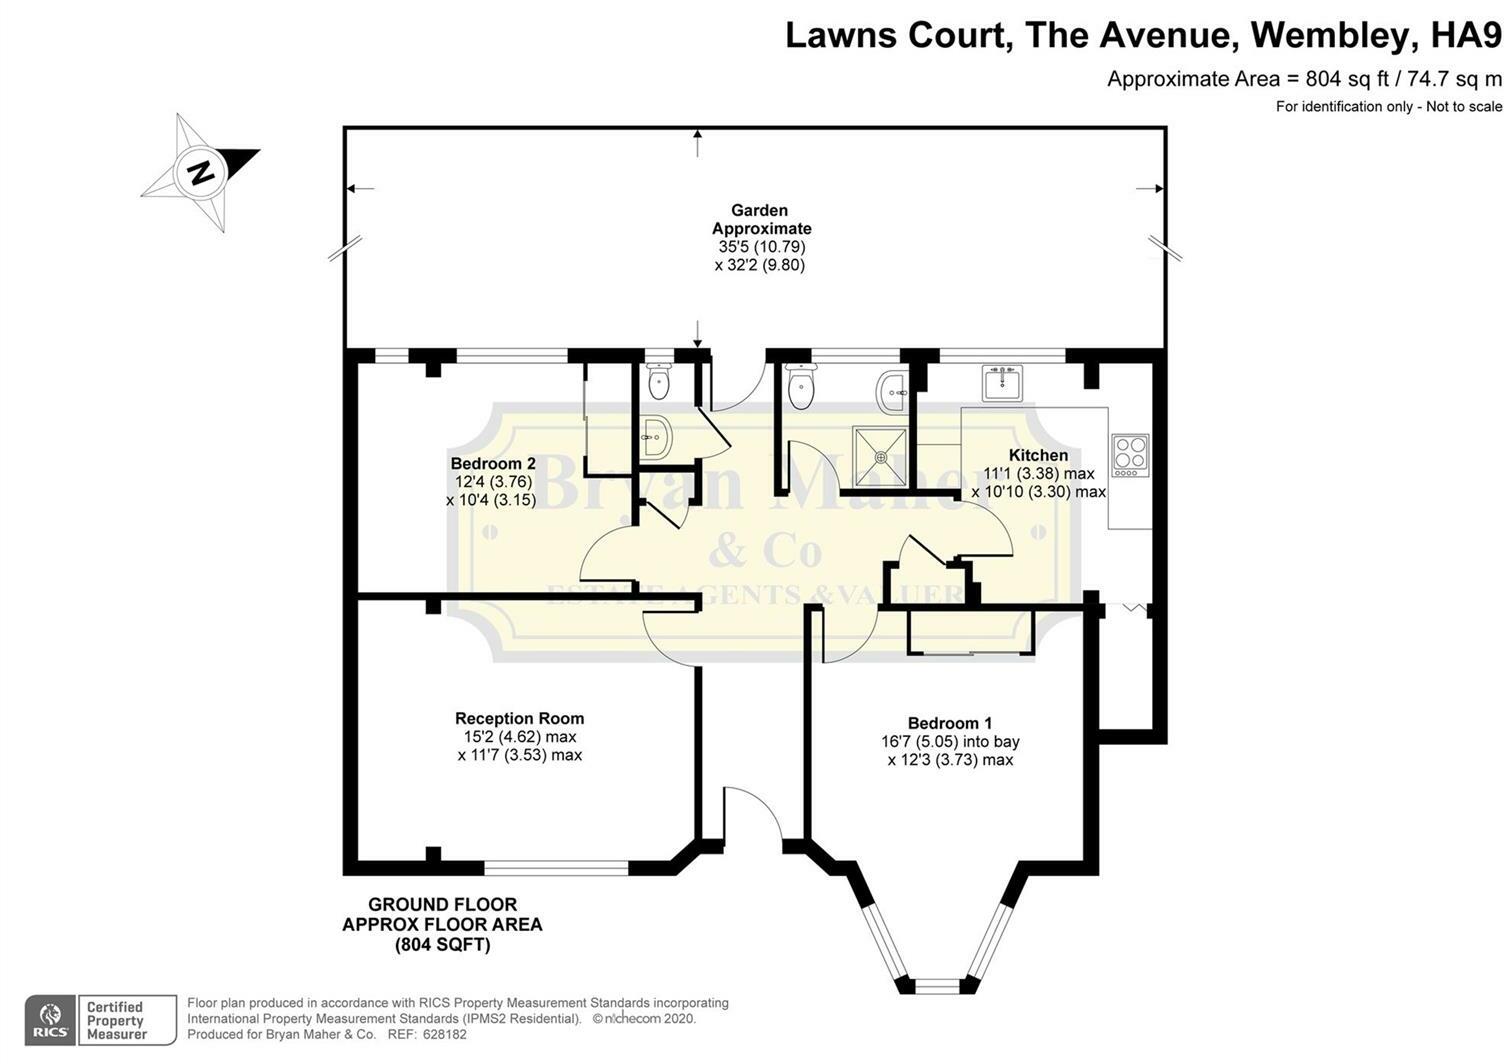 Lawns Court, The Avenue, Wembley, HA9
Approximate Area = 804 sq ft / 74.7 sq m
For identification only - Not to scale
N
Garden
Approximate
35'5 (10.79)
x 32'2 (9.80)
Bedroom 2
12'4 (3.76)
x 10'4 (3.15)
Kitchen
11'1 (3.38) max
x 10'10 (3.30) max
Bryan Maher
& Co
ESTATE AGENTS & VALUER
Reception Room
15'2 (4.62) max
x 11'7 (3.53) max
Bedroom 1
16'7 (5.05) into bay
x 12'3 (3.73) max
GROUND FLOOR
APPROX FLOOR AREA
(804 SQFT)
RICS
Certified
Property
Measurer
Floor plan produced in accordance with RICS Property Measurement Standards incorporating
International Property Measurement Standards (IPMS2 Residential). © nichecom 2020.
Produced for Bryan Maher & Co. REF: 628182